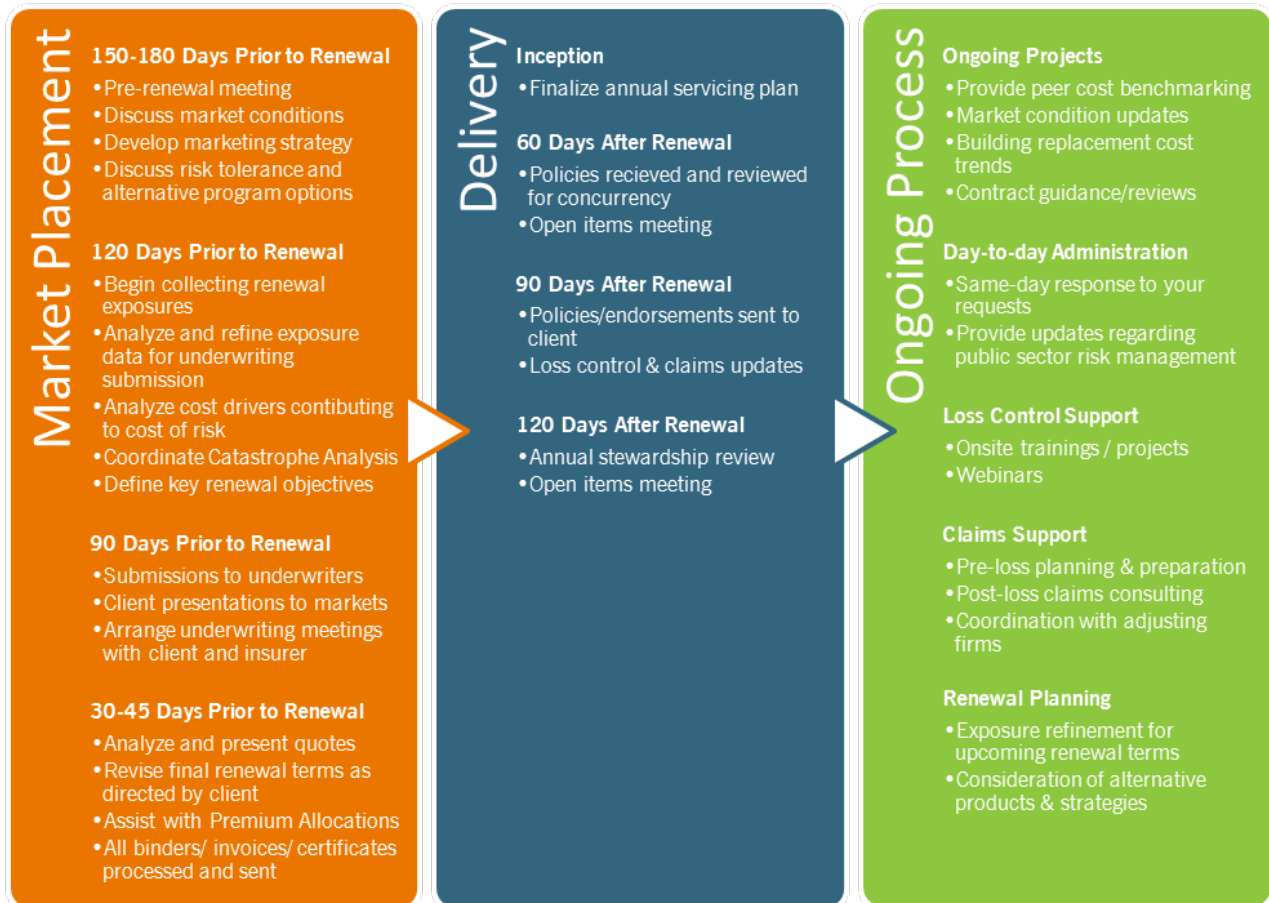 Market Placement
150-180 Days Prior to Renewal
•Pre-renewal meeting
•Discuss market conditions
•Develop marketing strategy
•Discuss risk tolerance and
alternative program options
120 Days Prior to Renewal
•Begin collecting renewal
exposures
•Analyze and refine exposure
data for underwriting
submission
•Analyze cost drivers contibuting
to cost of risk
•Coordinate Catastrophe Analysis
•Define key renewal objectives
90 Days Prior to Renewal
•Submissions to underwriters
•Client presentations to markets
•Arrange underwriting meetings
with client and insurer
30-45 Days Prior to Renewal
•Analyze and present quotes
•Revise final renewal terms as
directed by client
•Assist with Premium Allocations
•All binders/ invoices/ certificates
processed and sent
Delivery
Inception
•Finalize annual servicing plan
60 Days After Renewal
•Policies recieved and reviewed
for concurrency
•Open items meeting
90 Days After Renewal
•Policies/endorsements sent to
client
•Loss control & claims updates
120 Days After Renewal
•Annual stewardship review
•Open items meeting
Ongoing Process
Ongoing Projects
•Provide peer cost benchmarking
•Market condition updates
•Building replacement cost
trends
•Contract guidance/reviews
Day-to-day Administration
•Same-day response to your
requests
•Provide updates regarding
public sector risk management
Loss Control Support
•Onsite trainings / projects
•Webinars
Claims Support
•Pre-loss planning & preparation
•Post-loss claims consulting
•Coordination with adjusting
firms
Renewal Planning
•Exposure refinement for
upcoming renewal terms
•Consideration of alternative
products & strategies